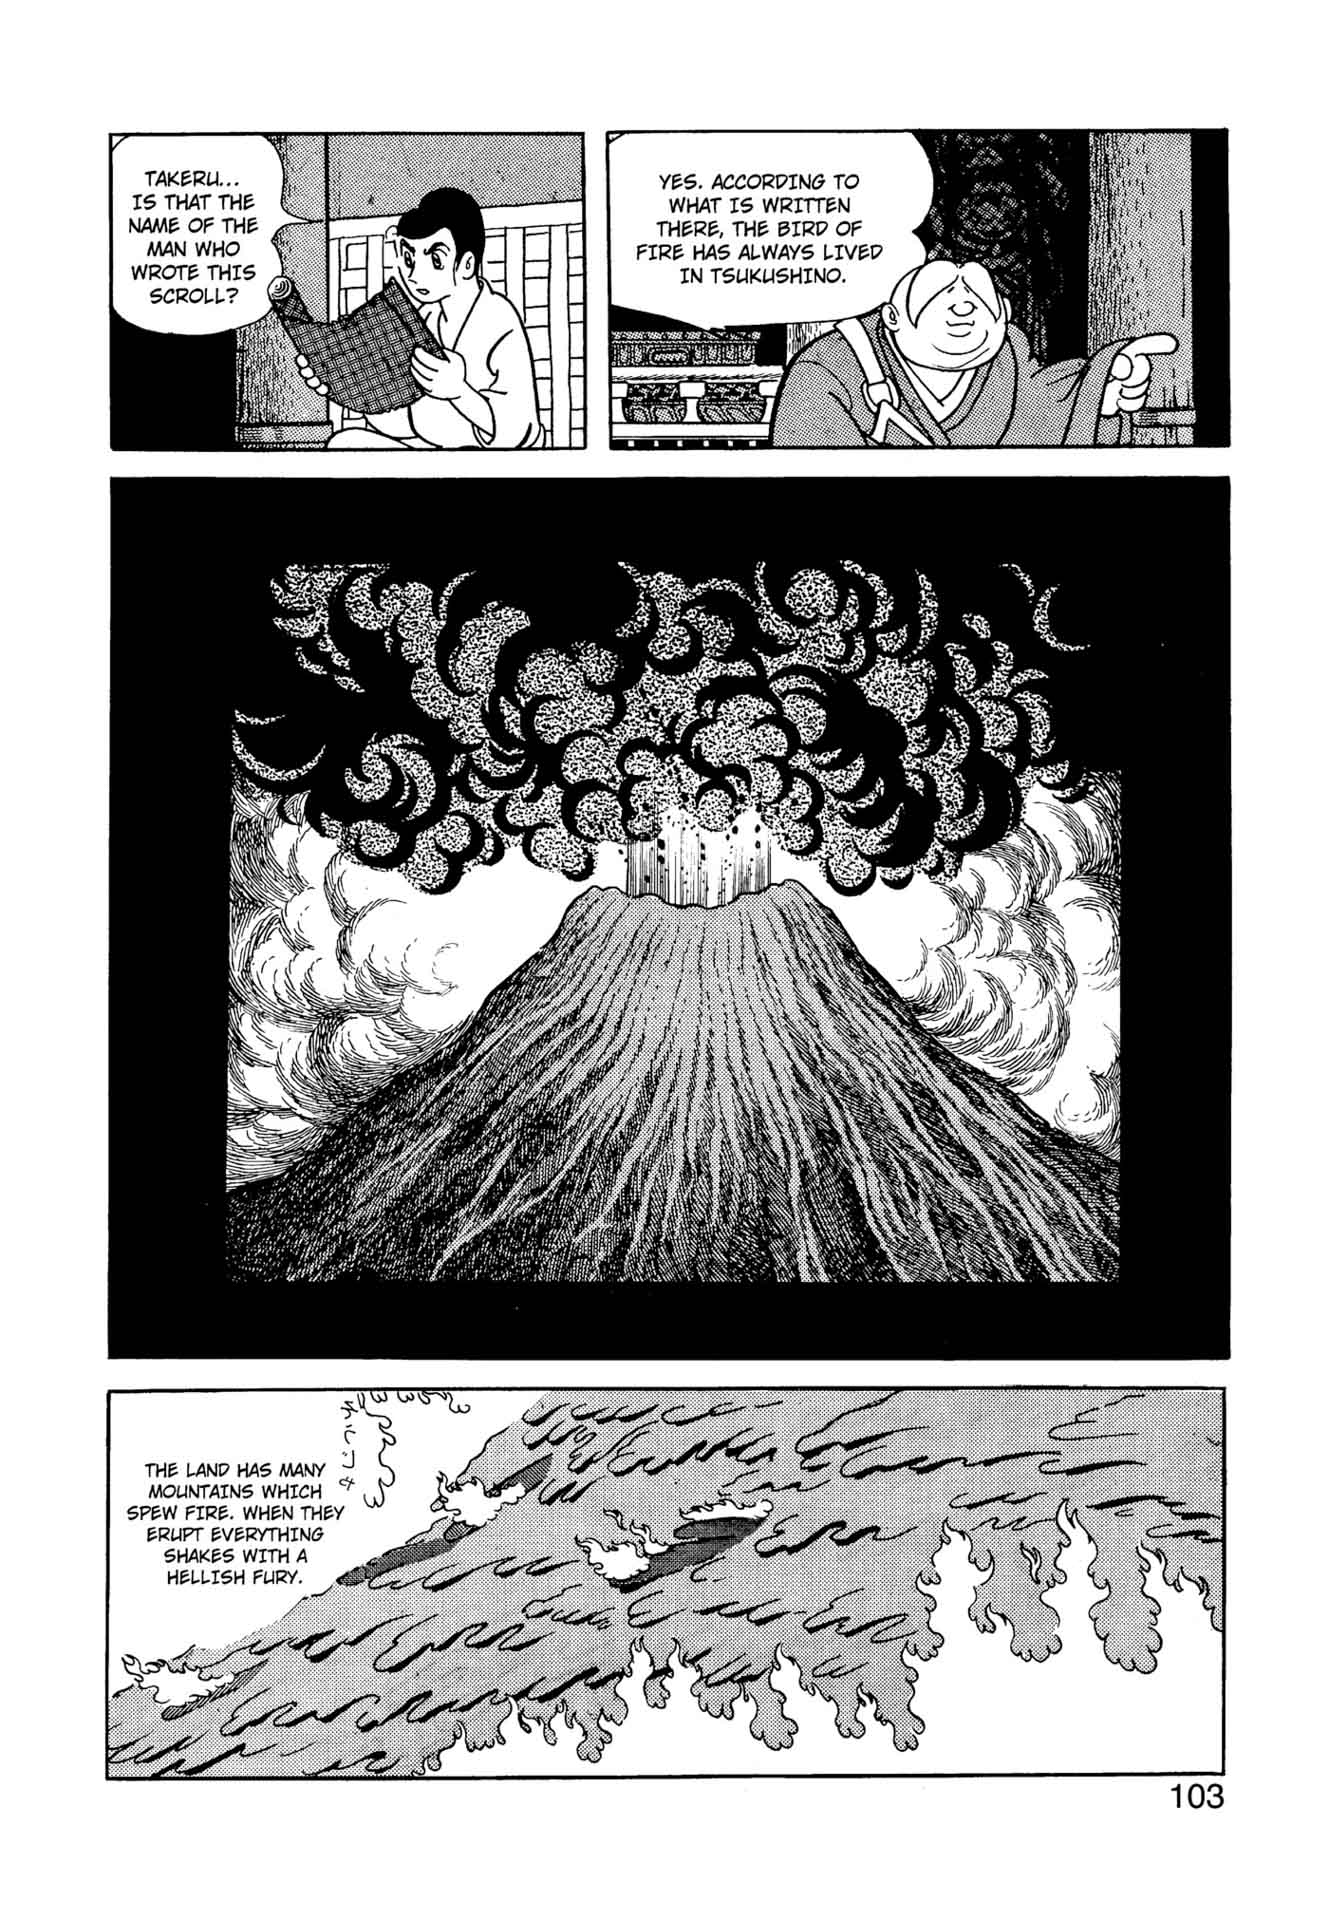 TAKERU...
IS THAT THE
NAME OF THE
MAN WHO
WROTE THIS
SCROLL?
YES. ACCORDING TO
WHAT IS WRITTEN
THERE, THE BIRD OF
FIRE HAS ALWAYS LIVED
IN TSUKUSHINO.
THE LAND HAS MANY
MOUNTAINS WHICH
SPEW FIRE. WHEN THEY
ERUPT EVERYTHING
SHAKES WITH A
HELLISH FURY.
103